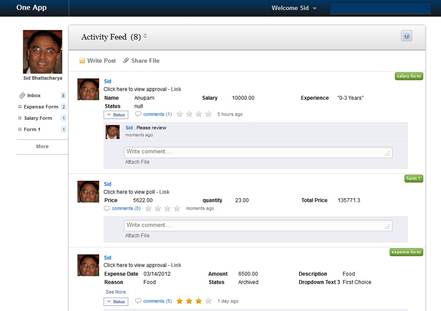 One App
Welcome Sid
Activity Feed (8)
Write Post Share File
Sid Bhattacharya
Inbox 8
Expense Form 2
Salary Form 1
Form 1 1
More
salary form
Sid
Click here to view approval - Link
Name Anupam Salary 10000.00 Experience "0-3 Years"
Status null
Status comments (1) 5 hours ago
Sid : Please review
moments ago
Write comment...
Attach File
form 1
Sid
Click here to view poll - Link
Price 5622.00 quantity 23.00 Total Price 135771.3
comments (0) moments ago
Write comment...
Attach File
expense form
Sid
Click here to view approval - Link
Expense Date 03/14/2012 Amount 6500.00 Description Food
Reason Food Status Archived Dropdown Text 3 First Choice
See More..
Status comments (5) 1 day ago